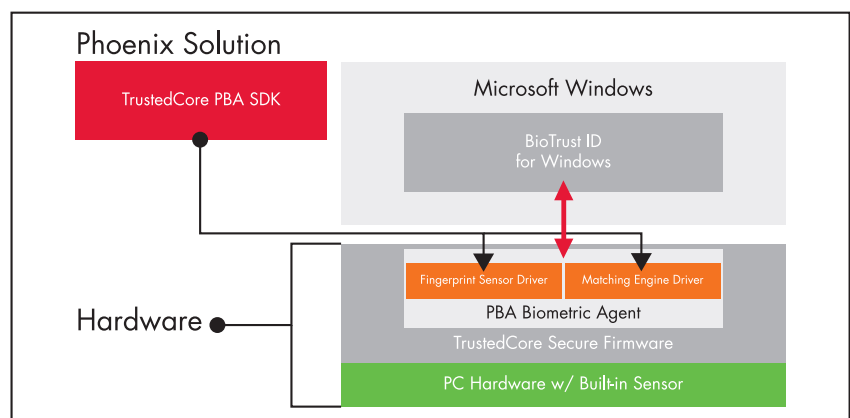 Phoenix Solution
TrustedCore PBA SDK
Microsoft Windows
BioTrust ID
for Windows
Fingerprint Sensor Driver
Matching Engine Driver
PBA Biometric Agent
Hardware
TrustedCore Secure Firmware
PC Hardware w/ Built-in Sensor